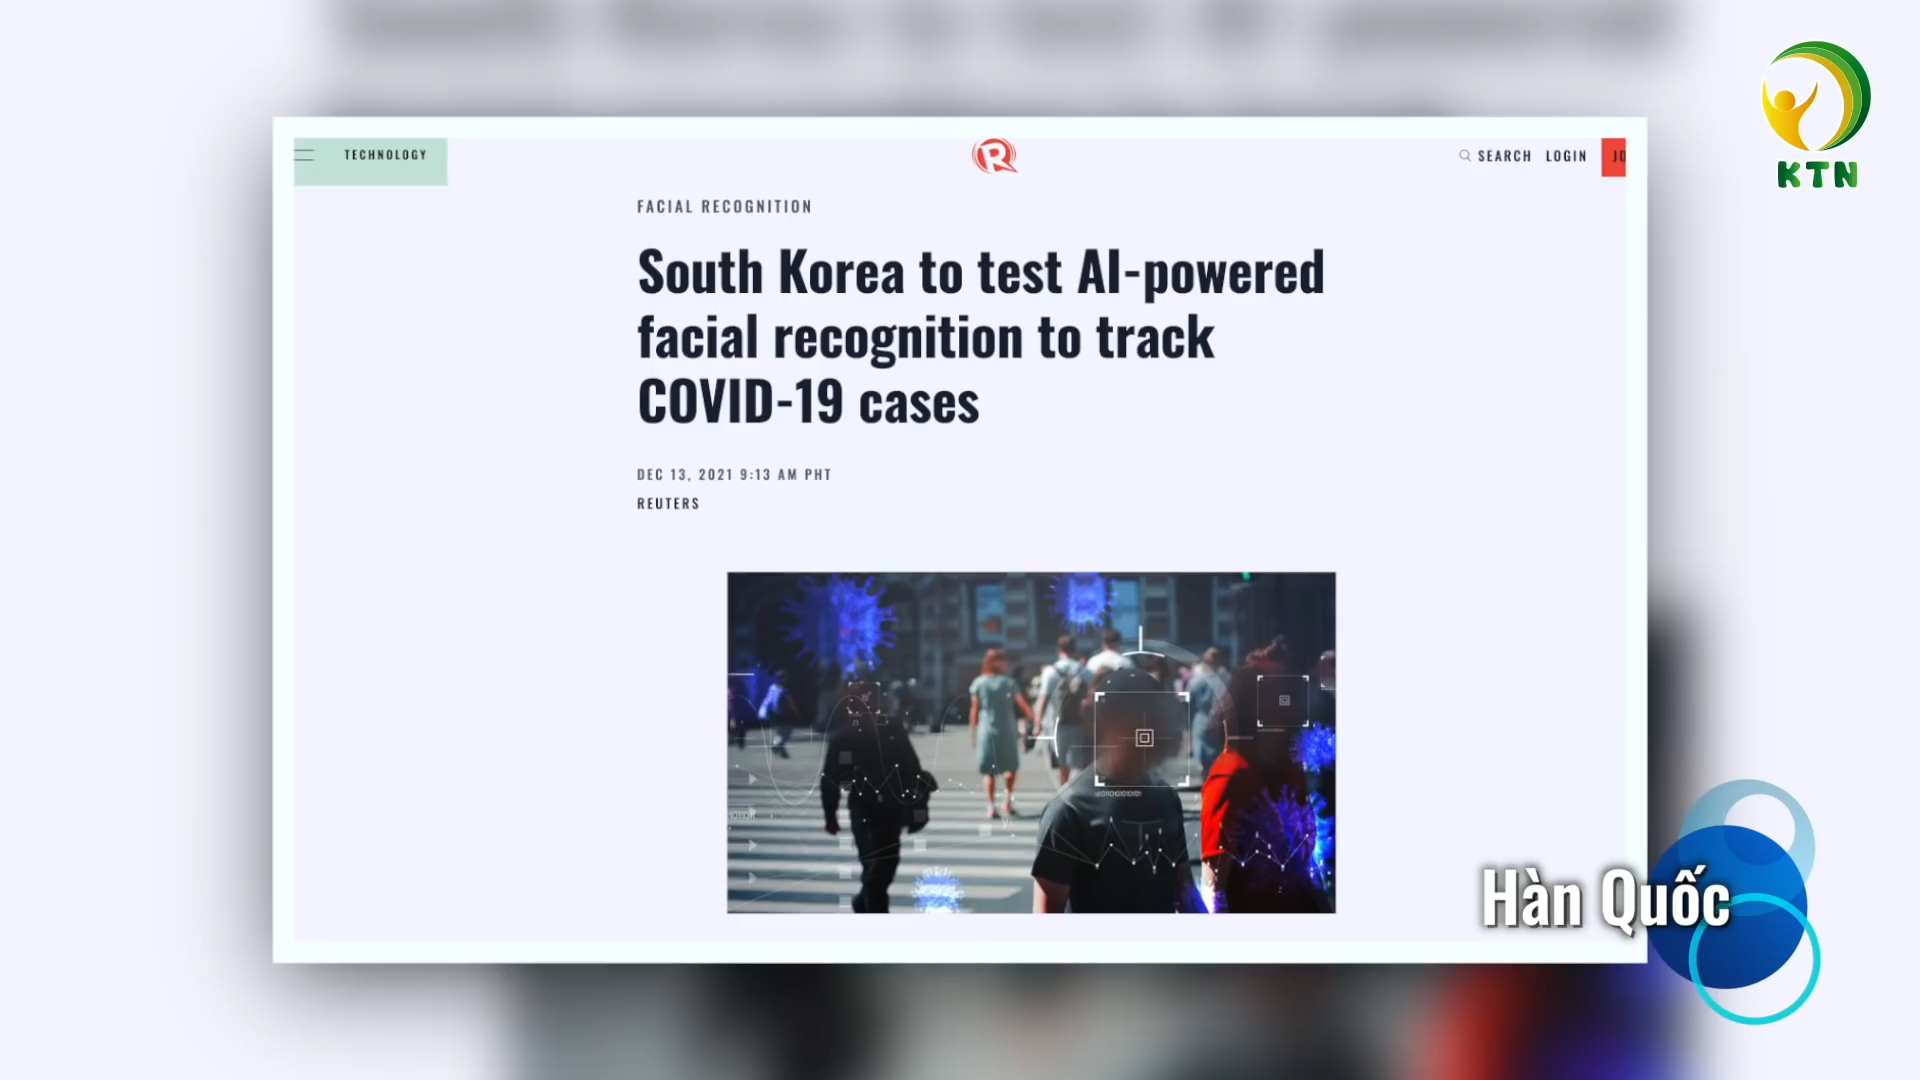 KTN
TECHNOLOGY
SEARCH LOGIN JO
FACIAL RECOGNITION
South Korea to test AI-powered
facial recognition to track
COVID-19 cases
DEC 13, 2021 9:13 AM PHT
REUTERS
Hàn Quốc